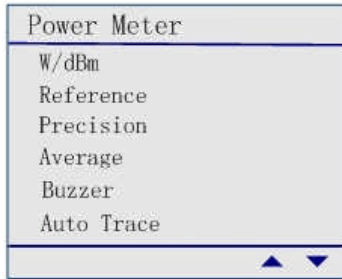 Power Meter
W/dBm
Reference
Precision
Average
Buzzer
Auto Trace